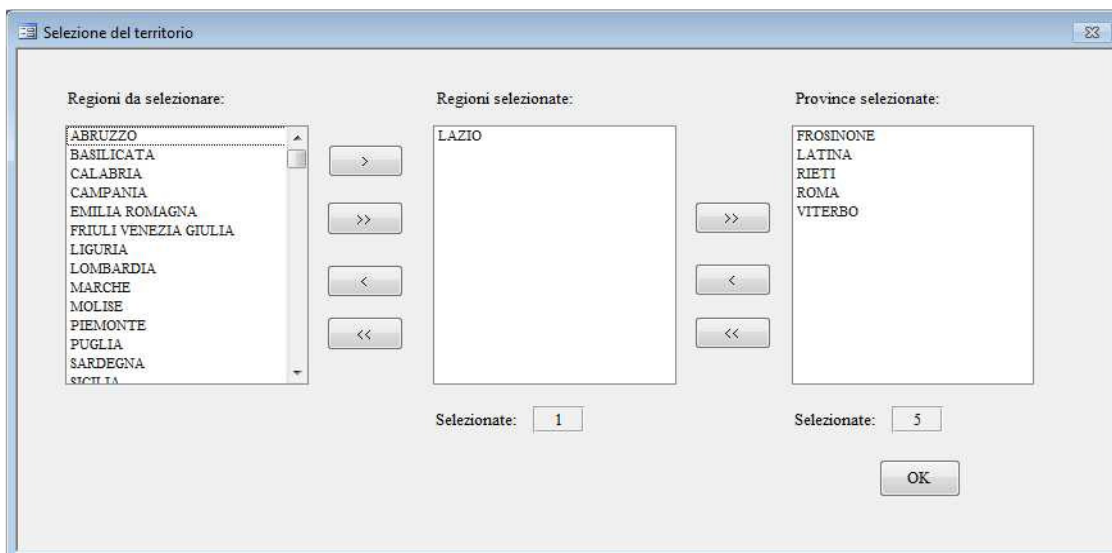 Selezione del territorio
Regioni da selezionare:
Regioni selezionate:
Province selezionate:
ABRUZZO
BASILICATA
CALABRIA
CAMPANIA
EMILIA ROMAGNA
FRIULI VENEZIA GIULIA
LIGURIA
LOMBARDIA
MARCHE
MOLISE
PIEMONTE
PUGLIA
SARDEGNA
SICILIA
>
>>
<
<<
LAZIO
>>
<
<<
FROSINONE
LATINA
RIETI
ROMA
VITERBO
Selezionate: 1
Selezionate: 5
OK